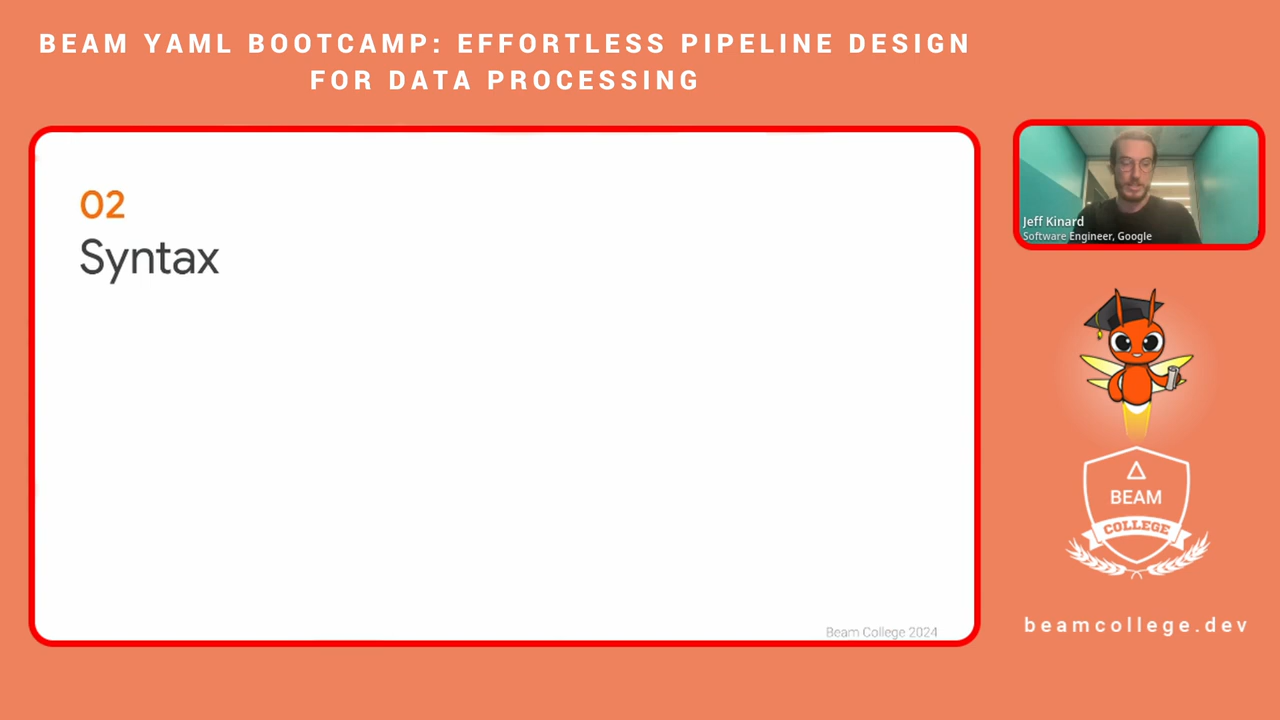 BEAM YAML BOOTCAMP: EFFORTLESS PIPELINE DESIGN
FOR DATA PROCESSING
02
Syntax
Beam College 2024
Jeff Kinard
Software Engineer, Google
BEAM
COLLEGE
beamcollege.dev